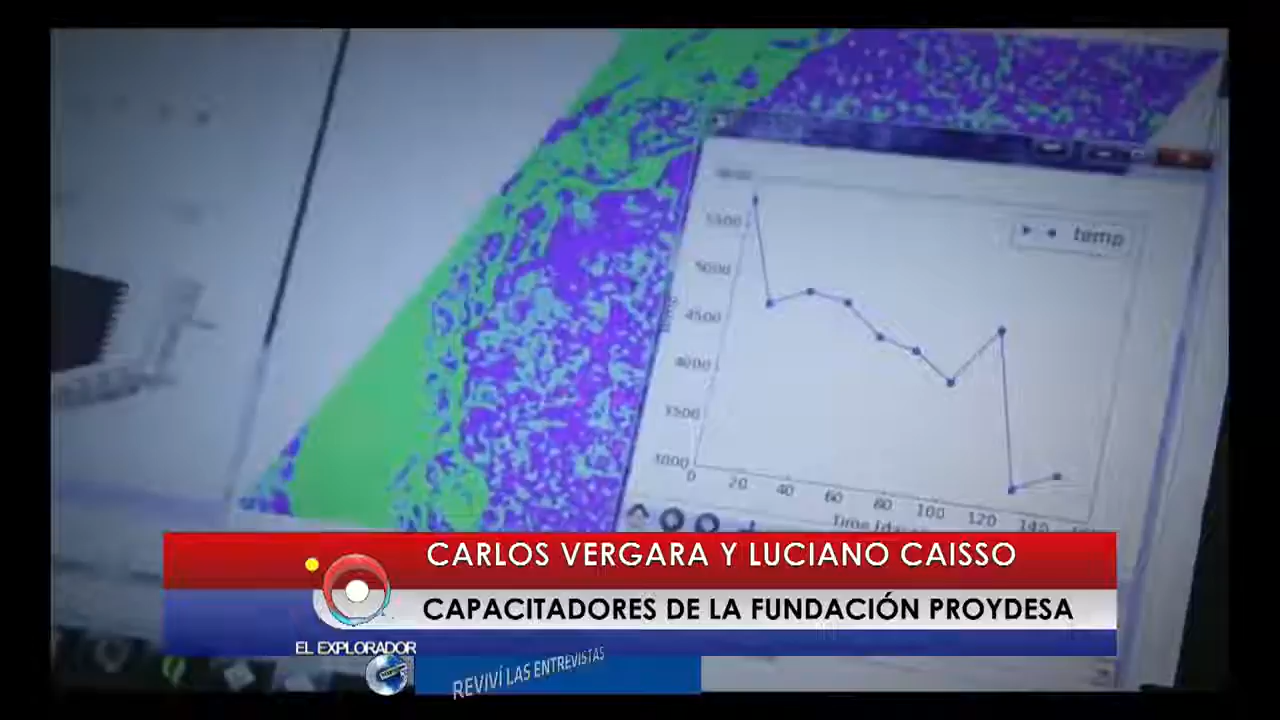 temp
5500
5000
4500
4000
3500
3000
0 20 40 60 80 100 120 140
CARLOS VERGARA Y LUCIANO CAISSO
CAPACITADORES DE LA FUNDACIÓN PROYDESA
EL EXPLORADOR
REVIVÍ LAS ENTREVISTAS